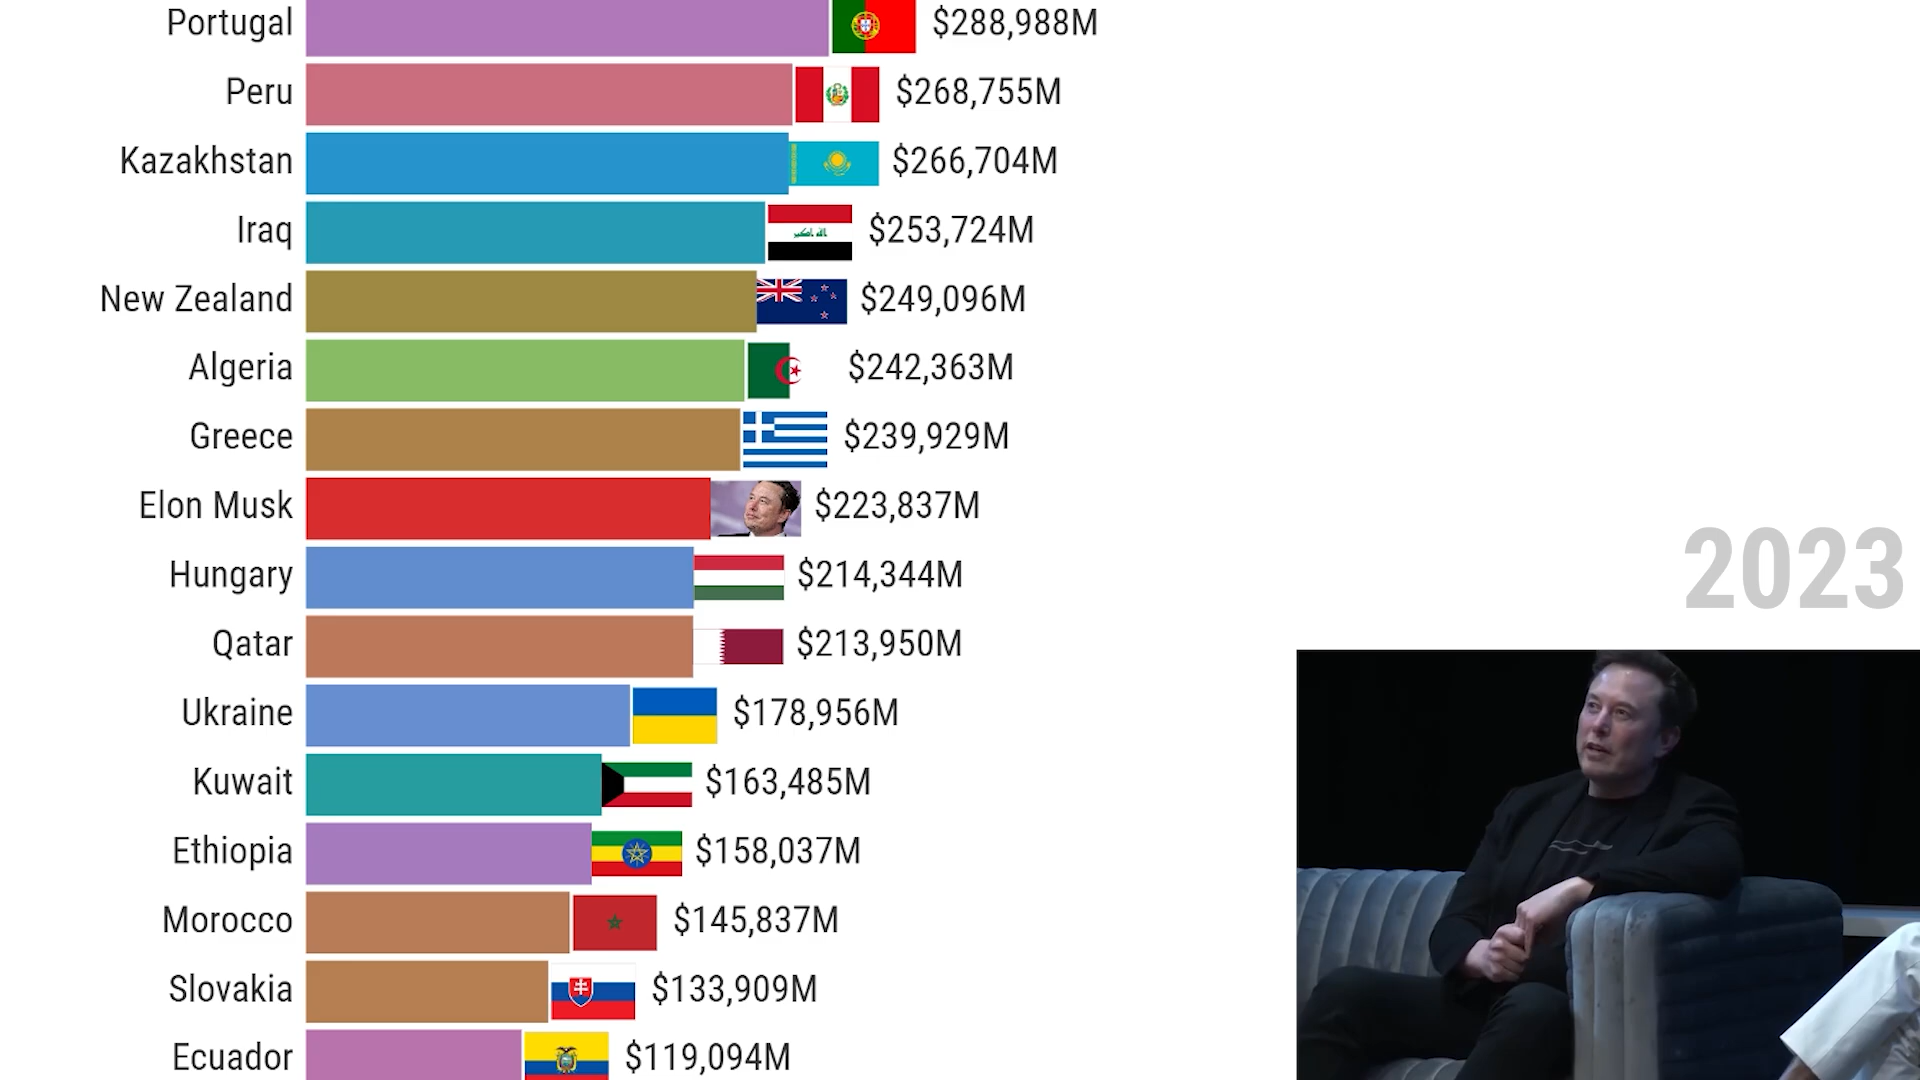 Portugal $288,988M
Peru $268,755M
Kazakhstan $266,704M
Iraq $253,724M
New Zealand $249,096M
Algeria $242,363M
Greece $239,929M
Elon Musk $223,837M
Hungary $214,344M
2023
Qatar $213,950M
Ukraine $178,956M
Kuwait $163,485M
Ethiopia $158,037M
Morocco $145,837M
Slovakia $133,909M
Ecuador $119,094M